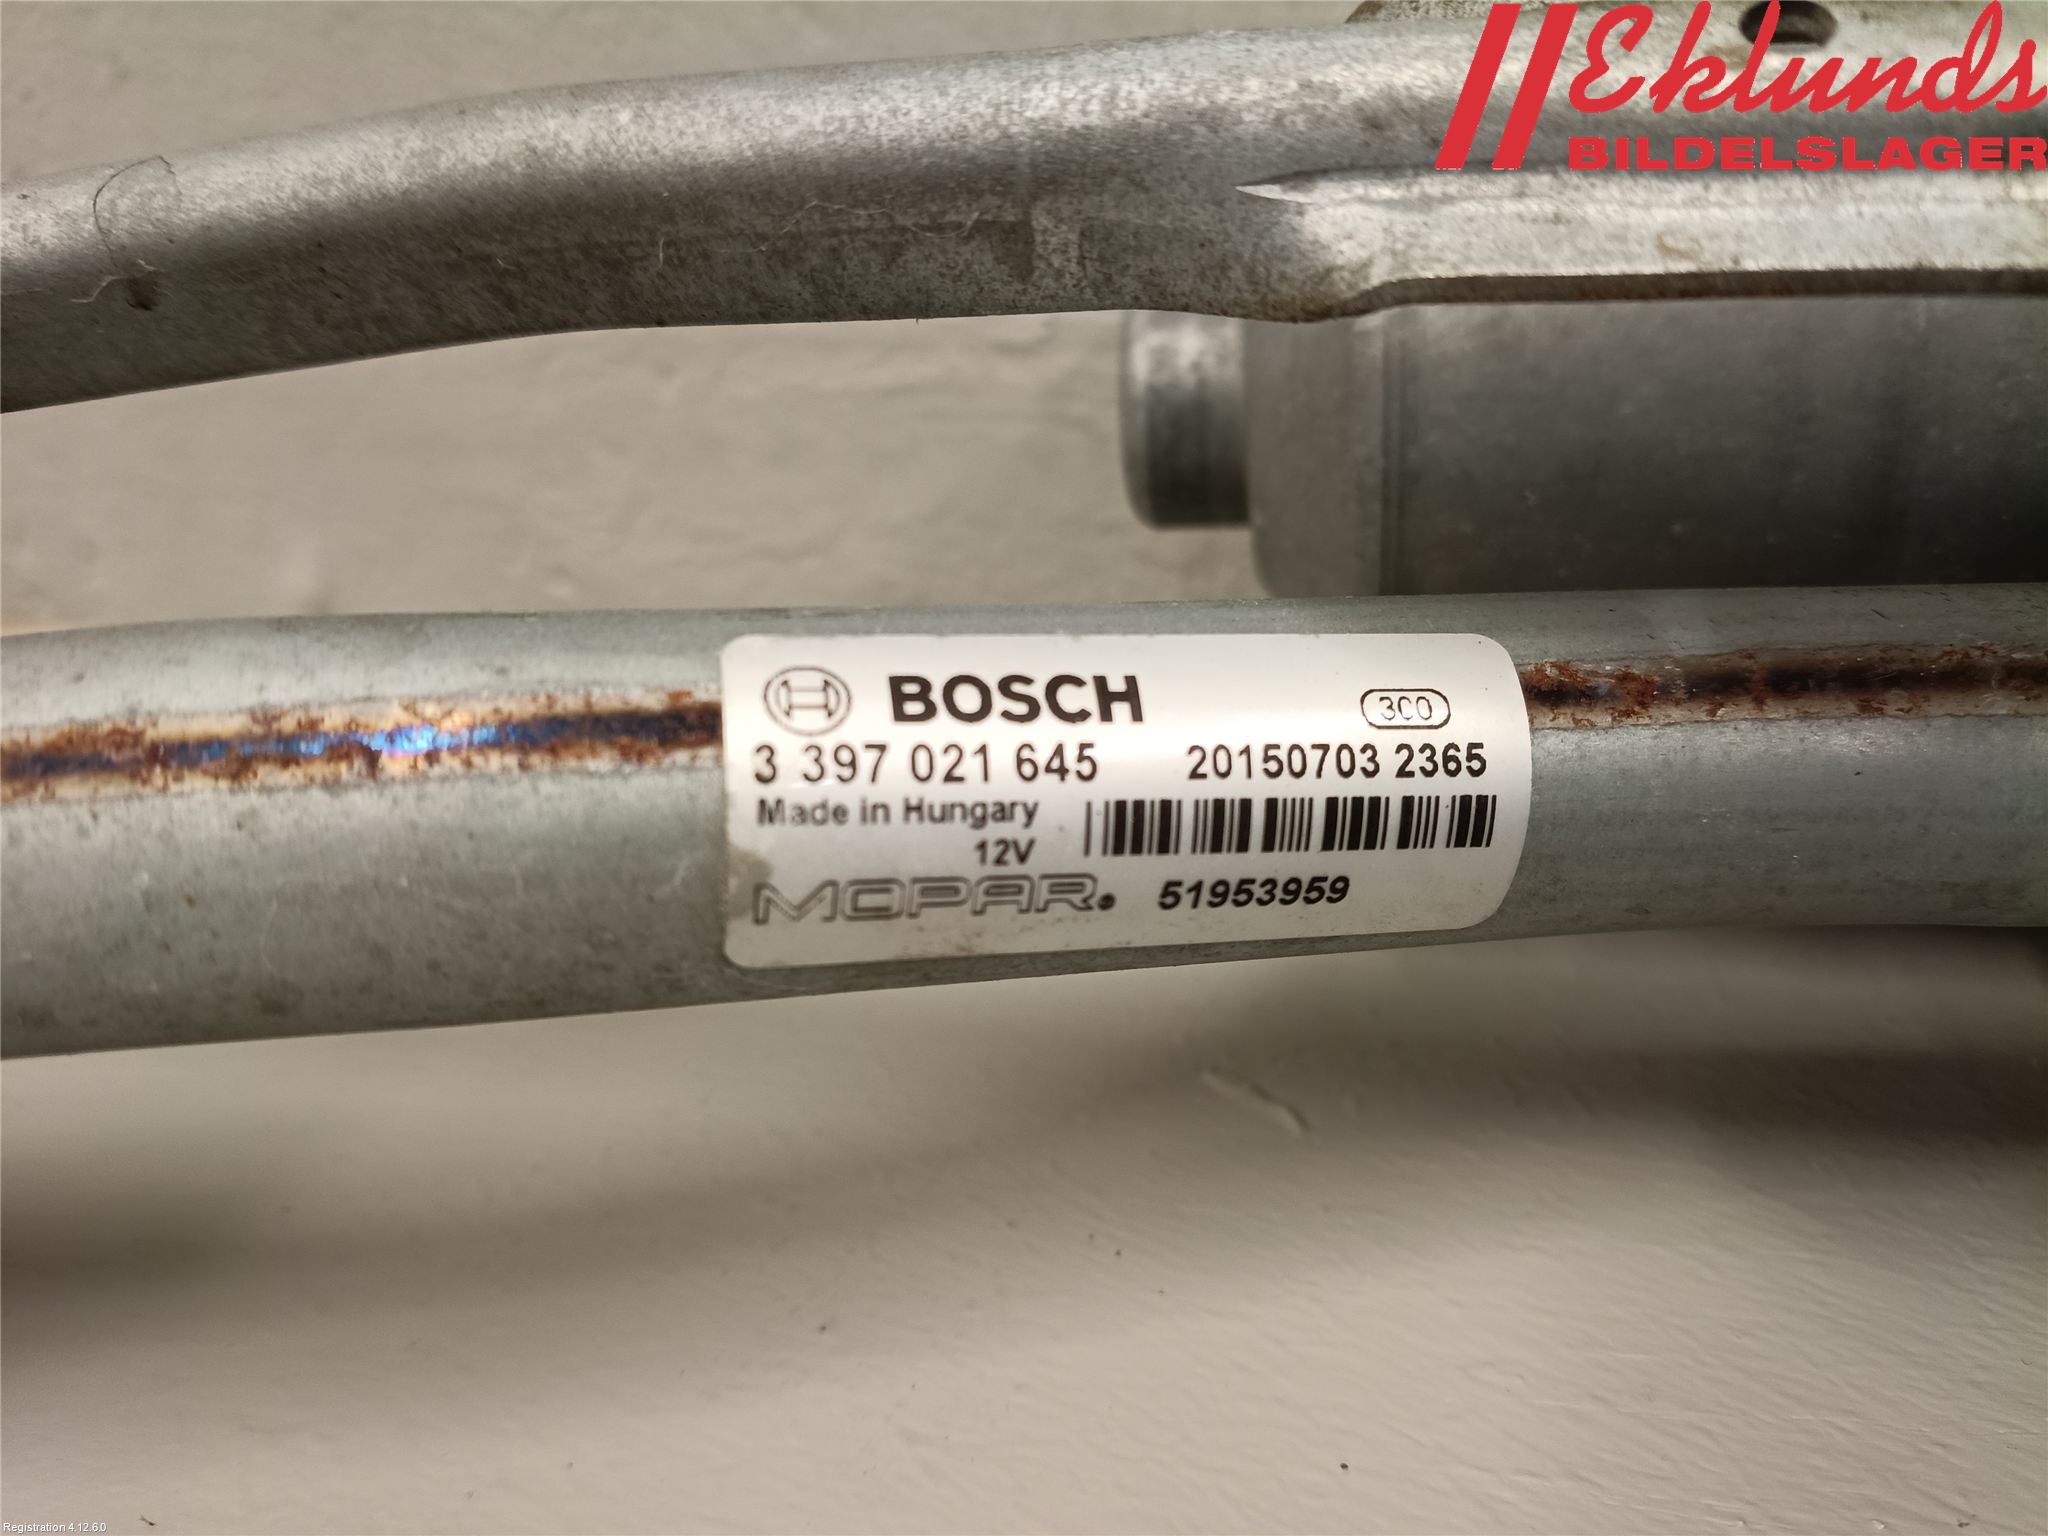 Eklunds
BILDELSLAGER
BOSCH
3C0
3 397 021 645 20150703 2365
Made in Hungary
12V
MOPAR® 51953959
Registration 4.12.6.0